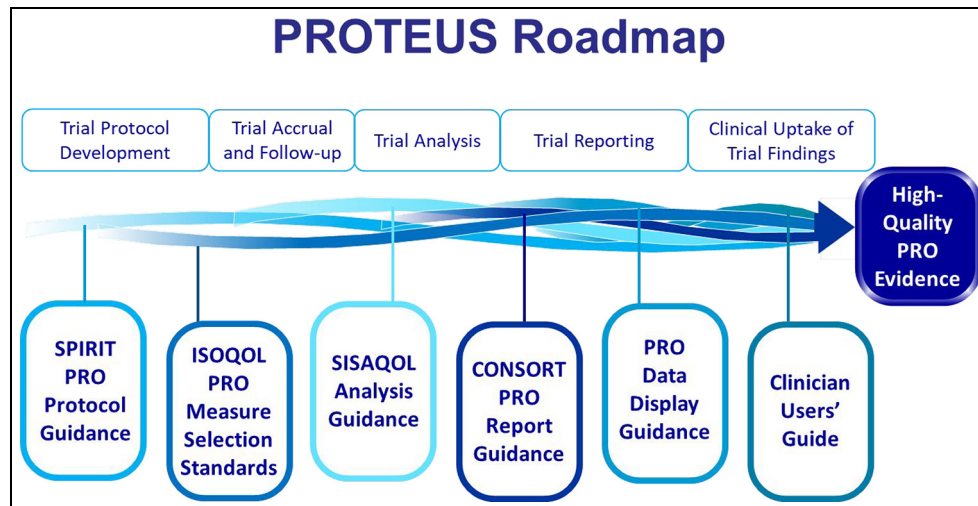 PROTEUS Roadmap
Trial Protocol
Development
Trial Accrual
and Follow-up
Trial Analysis
Trial Reporting
Clinical Uptake of
Trial Findings
High-
Quality
PRO
Evidence
SPIRIT
PRO
Protocol
Guidance
ISOQOL
PRO
Measure
Selection
Standards
SISAQOL
Analysis
Guidance
CONSORT
PRO
Report
Guidance
PRO
Data
Display
Guidance
Clinician
Users’
Guide